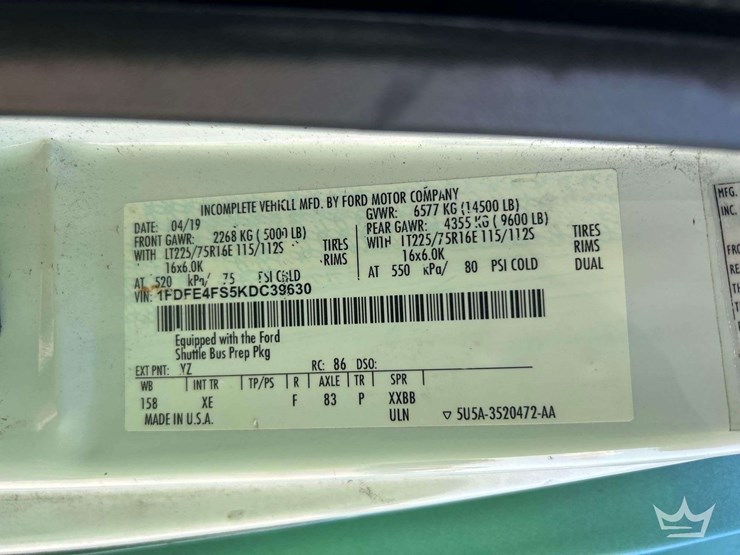 INCOMPLETE VEHICLE MFD. BY FORD MOTOR COMPANY
DATE: 04/19
GVWR: 6577 KG (14500 LB)
FRONT GAWR: 2268 KG (5000 LB)
REAR GAWR: 4355 KG (9600 LB)
WITH LT225/75R16E 115/112S TIRES
WITH LT225/75R16E 115/112S TIRES
16x6.0K RIMS
16x6.0K RIMS
AT 520 kPa/ 75 PSI COLD
AT 550 kPa/ 80 PSI COLD DUAL
VIN: 1FDFE4FS5KDC39630
Equipped with the Ford
Shuttle Bus Prep Pkg
EXT PNT: YZ RC: 86 DSO:
WB INT TR TP/PS R AXLE TR SPR
158 XE F 83 P XXBB
MADE IN U.S.A. ULN ▽ 5U5A-3520472-AA
MFG.
INC.